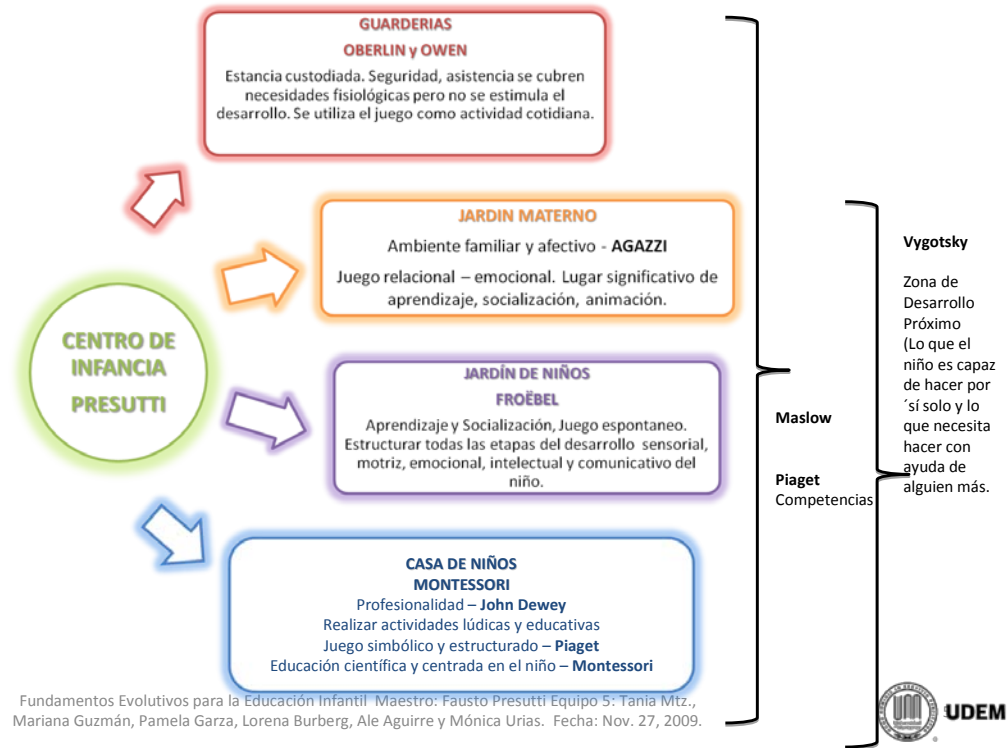 GUARDERIAS
OBERLIN y OWEN
Estancia custodiada. Seguridad, asistencia se cubren
necesidades fisiológicas pero no se estimula el
desarrollo. Se utiliza el juego como actividad cotidiana.
JARDIN MATERNO
Ambiente familiar y afectivo - AGAZZI
Juego relacional – emocional. Lugar significativo de
aprendizaje, socialización, animación.
CENTRO DE
INFANCIA
PRESUTTI
JARDÍN DE NIÑOS
FROËBEL
Aprendizaje y Socialización, Juego espontaneo.
Estructurar todas las etapas del desarrollo sensorial,
motriz, emocional, intelectual y comunicativo del
niño.
CASA DE NIÑOS
MONTESSORI
Profesionalidad – John Dewey
Realizar actividades lúdicas y educativas
Juego simbólico y estructurado – Piaget
Educación científica y centrada en el niño – Montessori
Maslow
Piaget
Competencias
Vygotsky
Zona de
Desarrollo
Próximo
(Lo que el
niño es capaz
de hacer por
´sí solo y lo
que necesita
hacer con
ayuda de
alguien más.
Fundamentos Evolutivos para la Educación Infantil Maestro: Fausto Presutti Equipo 5: Tania Mtz.,
Mariana Guzmán, Pamela Garza, Lorena Burberg, Ale Aguirre y Mónica Urias. Fecha: Nov. 27, 2009.
UDEM